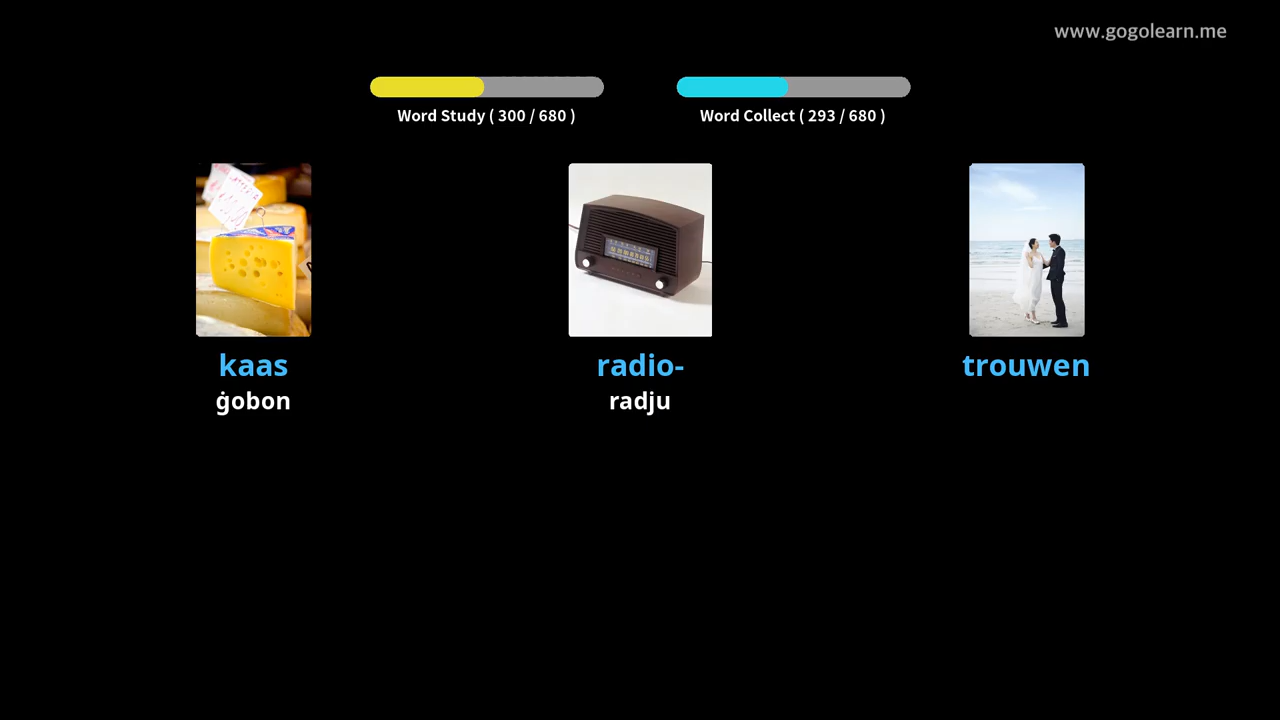 www.gogolearn.me
Word Study ( 300 / 680 )
Word Collect ( 293 / 680 )
kaas
ġobon
radio-
radju
trouwen